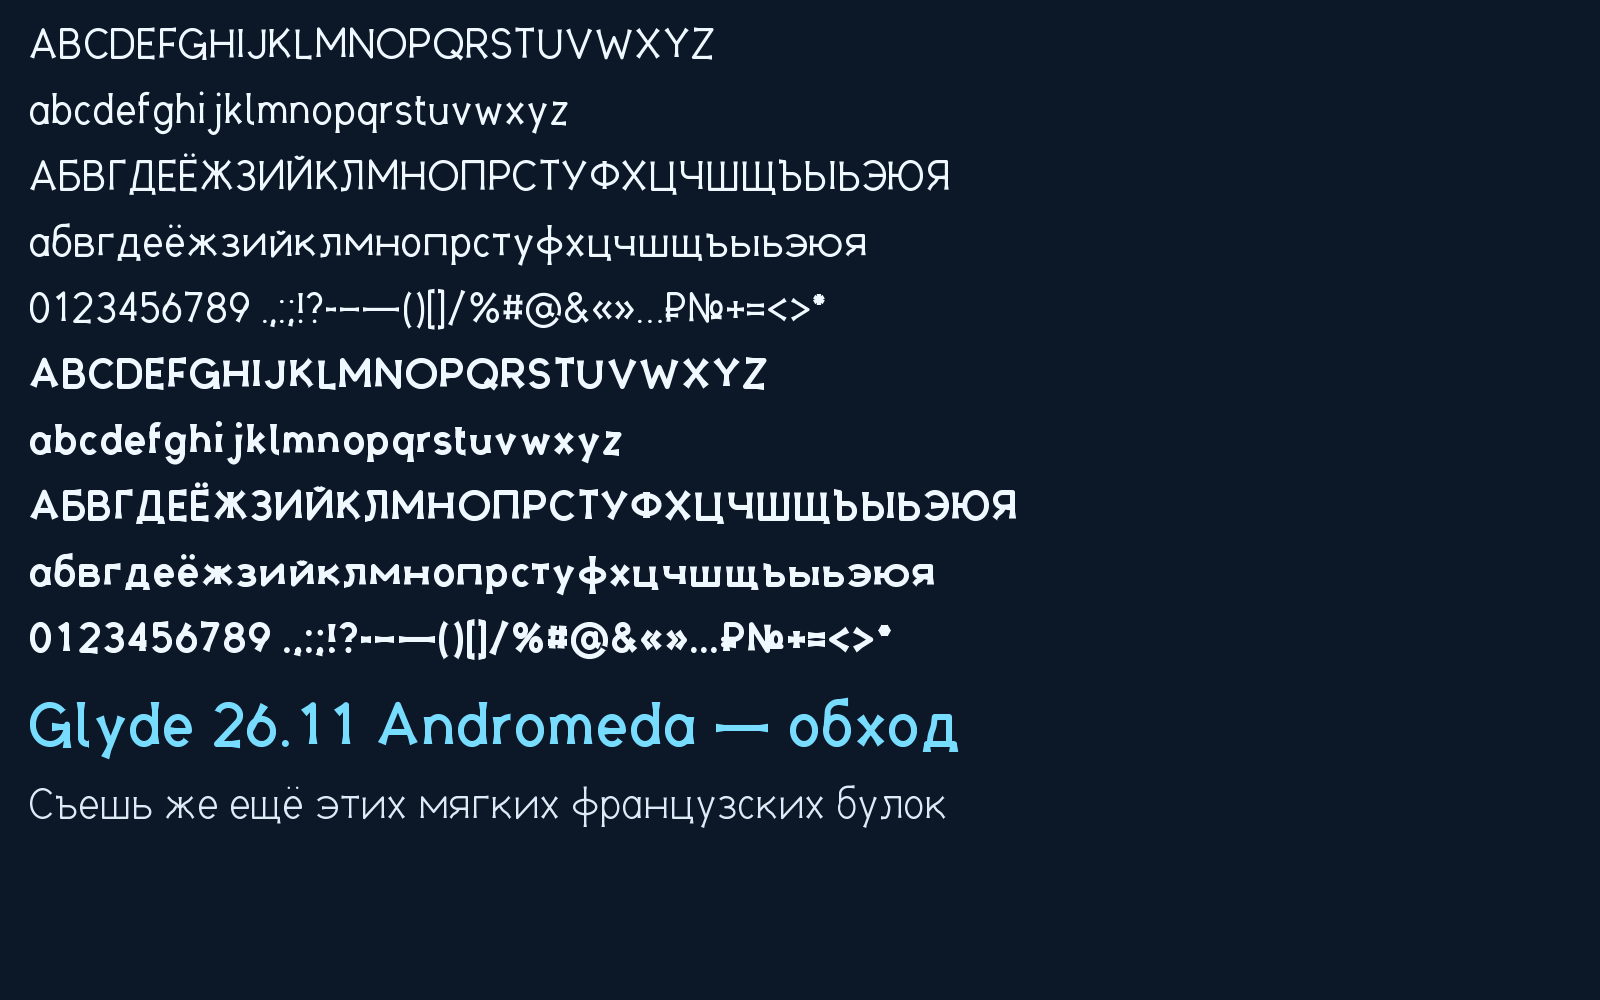 ABCDEFGHIJKLMNOPQRSTUVWXYZ
abcdefghijklmnopqrstuvwxyz
АБВГДЕЁЖЗИЙКЛМНОПРСТУФХЦЧШЩЪЫЬЭЮЯ
абвгдеёжзийклмнопрстуфхцчшщъыьэюя
0123456789 .,:;!?-–—()[]/%#@&«»…₽№+=<>•
ABCDEFGHIJKLMNOPQRSTUVWXYZ
abcdefghijklmnopqrstuvwxyz
АБВГДЕЁЖЗИЙКЛМНОПРСТУФХЦЧШЩЪЫЬЭЮЯ
абвгдеёжзийклмнопрстуфхцчшщъыьэюя
0123456789 .,:;!?-–—()[]/%#@&«»…₽№+=<>•
Glyde 26.11 Andromeda — обход
Съешь же ещё этих мягких французских булок